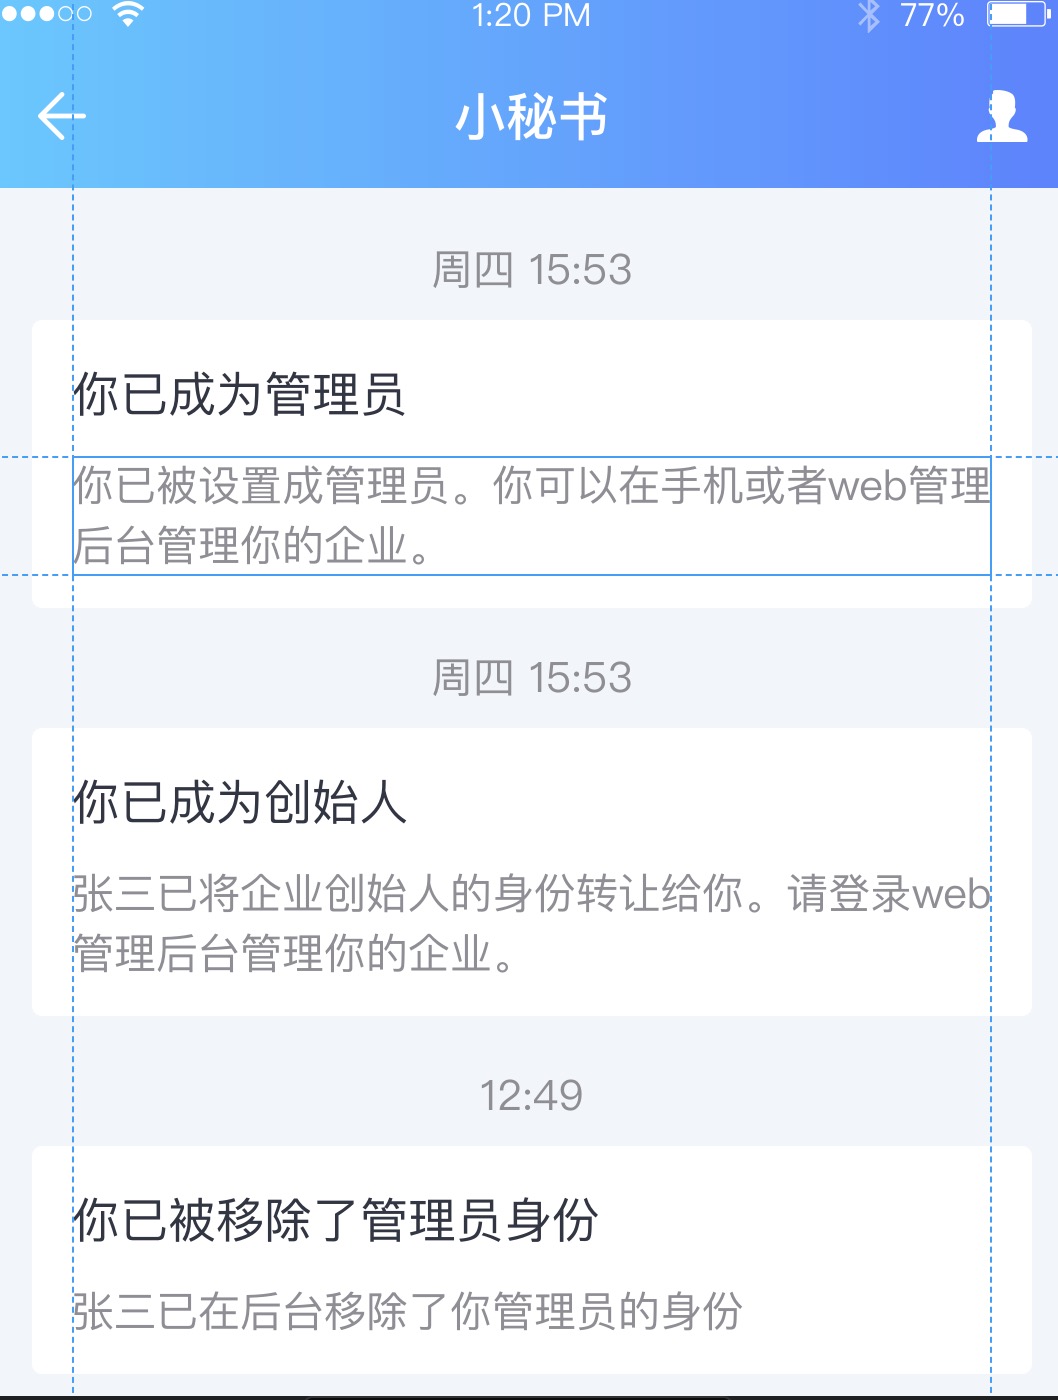 1:20 PM 77%
小秘书
周四 15:53
你已成为管理员
你已被设置成管理员。你可以在手机或者web管理
后台管理你的企业。
周四 15:53
你已成为创始人
张三已将企业创始人的身份转让给你。请登录web
管理后台管理你的企业。
12:49
你已被移除了管理员身份
张三已在后台移除了你管理员的身份